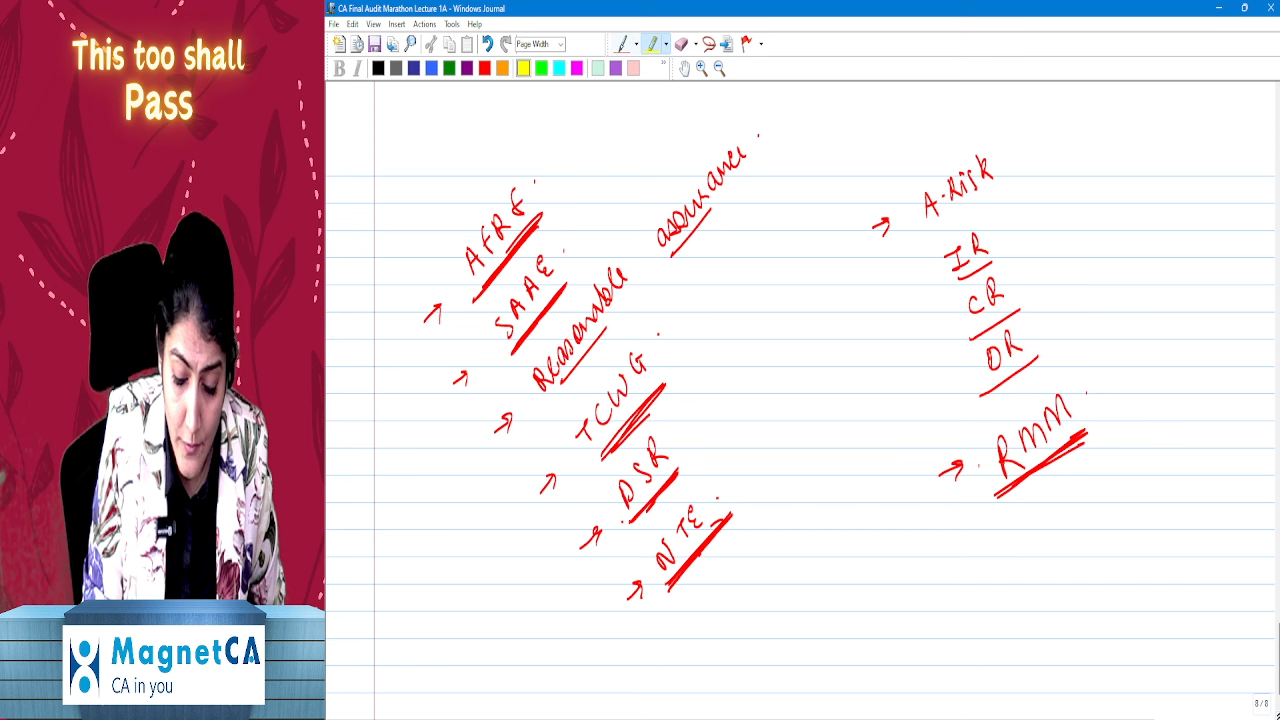 This too shall
Pass
CA Final Audit Marathon Lecture 1A - Windows Journal
File Edit View Insert Actions Tools Help
Page Width
B I
AFRF.
SAAE.
Reasonable assurance.
TCWG.
DSR
NTE.
A.Risk
IR
CR
DR
RMM.
MagnetCA
CA in you
8/8